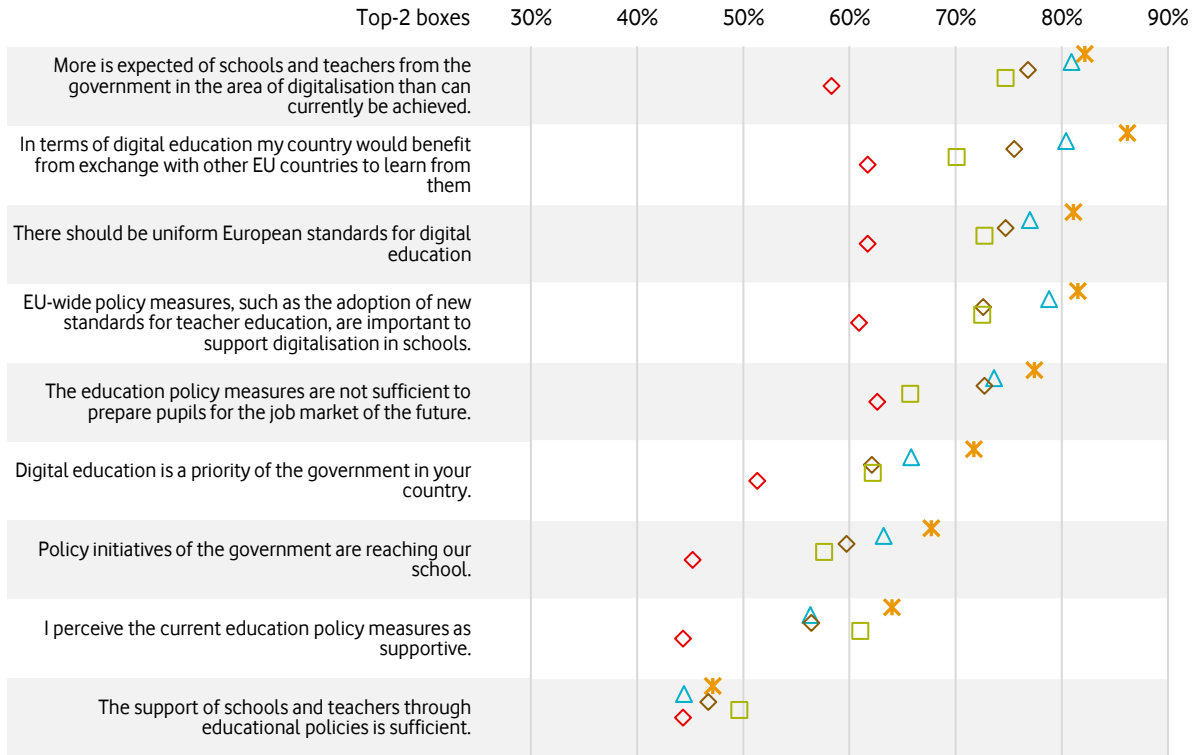 Top-2 boxes 30% 40% 50% 60% 70% 80% 90%
More is expected of schools and teachers from the
government in the area of digitalisation than can
currently be achieved.
In terms of digital education my country would benefit
from exchange with other EU countries to learn from
them
There should be uniform European standards for digital
education
EU-wide policy measures, such as the adoption of new
standards for teacher education, are important to
support digitalisation in schools.
The education policy measures are not sufficient to
prepare pupils for the job market of the future.
Digital education is a priority of the government in your
country.
Policy initiatives of the government are reaching our
school.
I perceive the current education policy measures as
supportive.
The support of schools and teachers through
educational policies is sufficient.